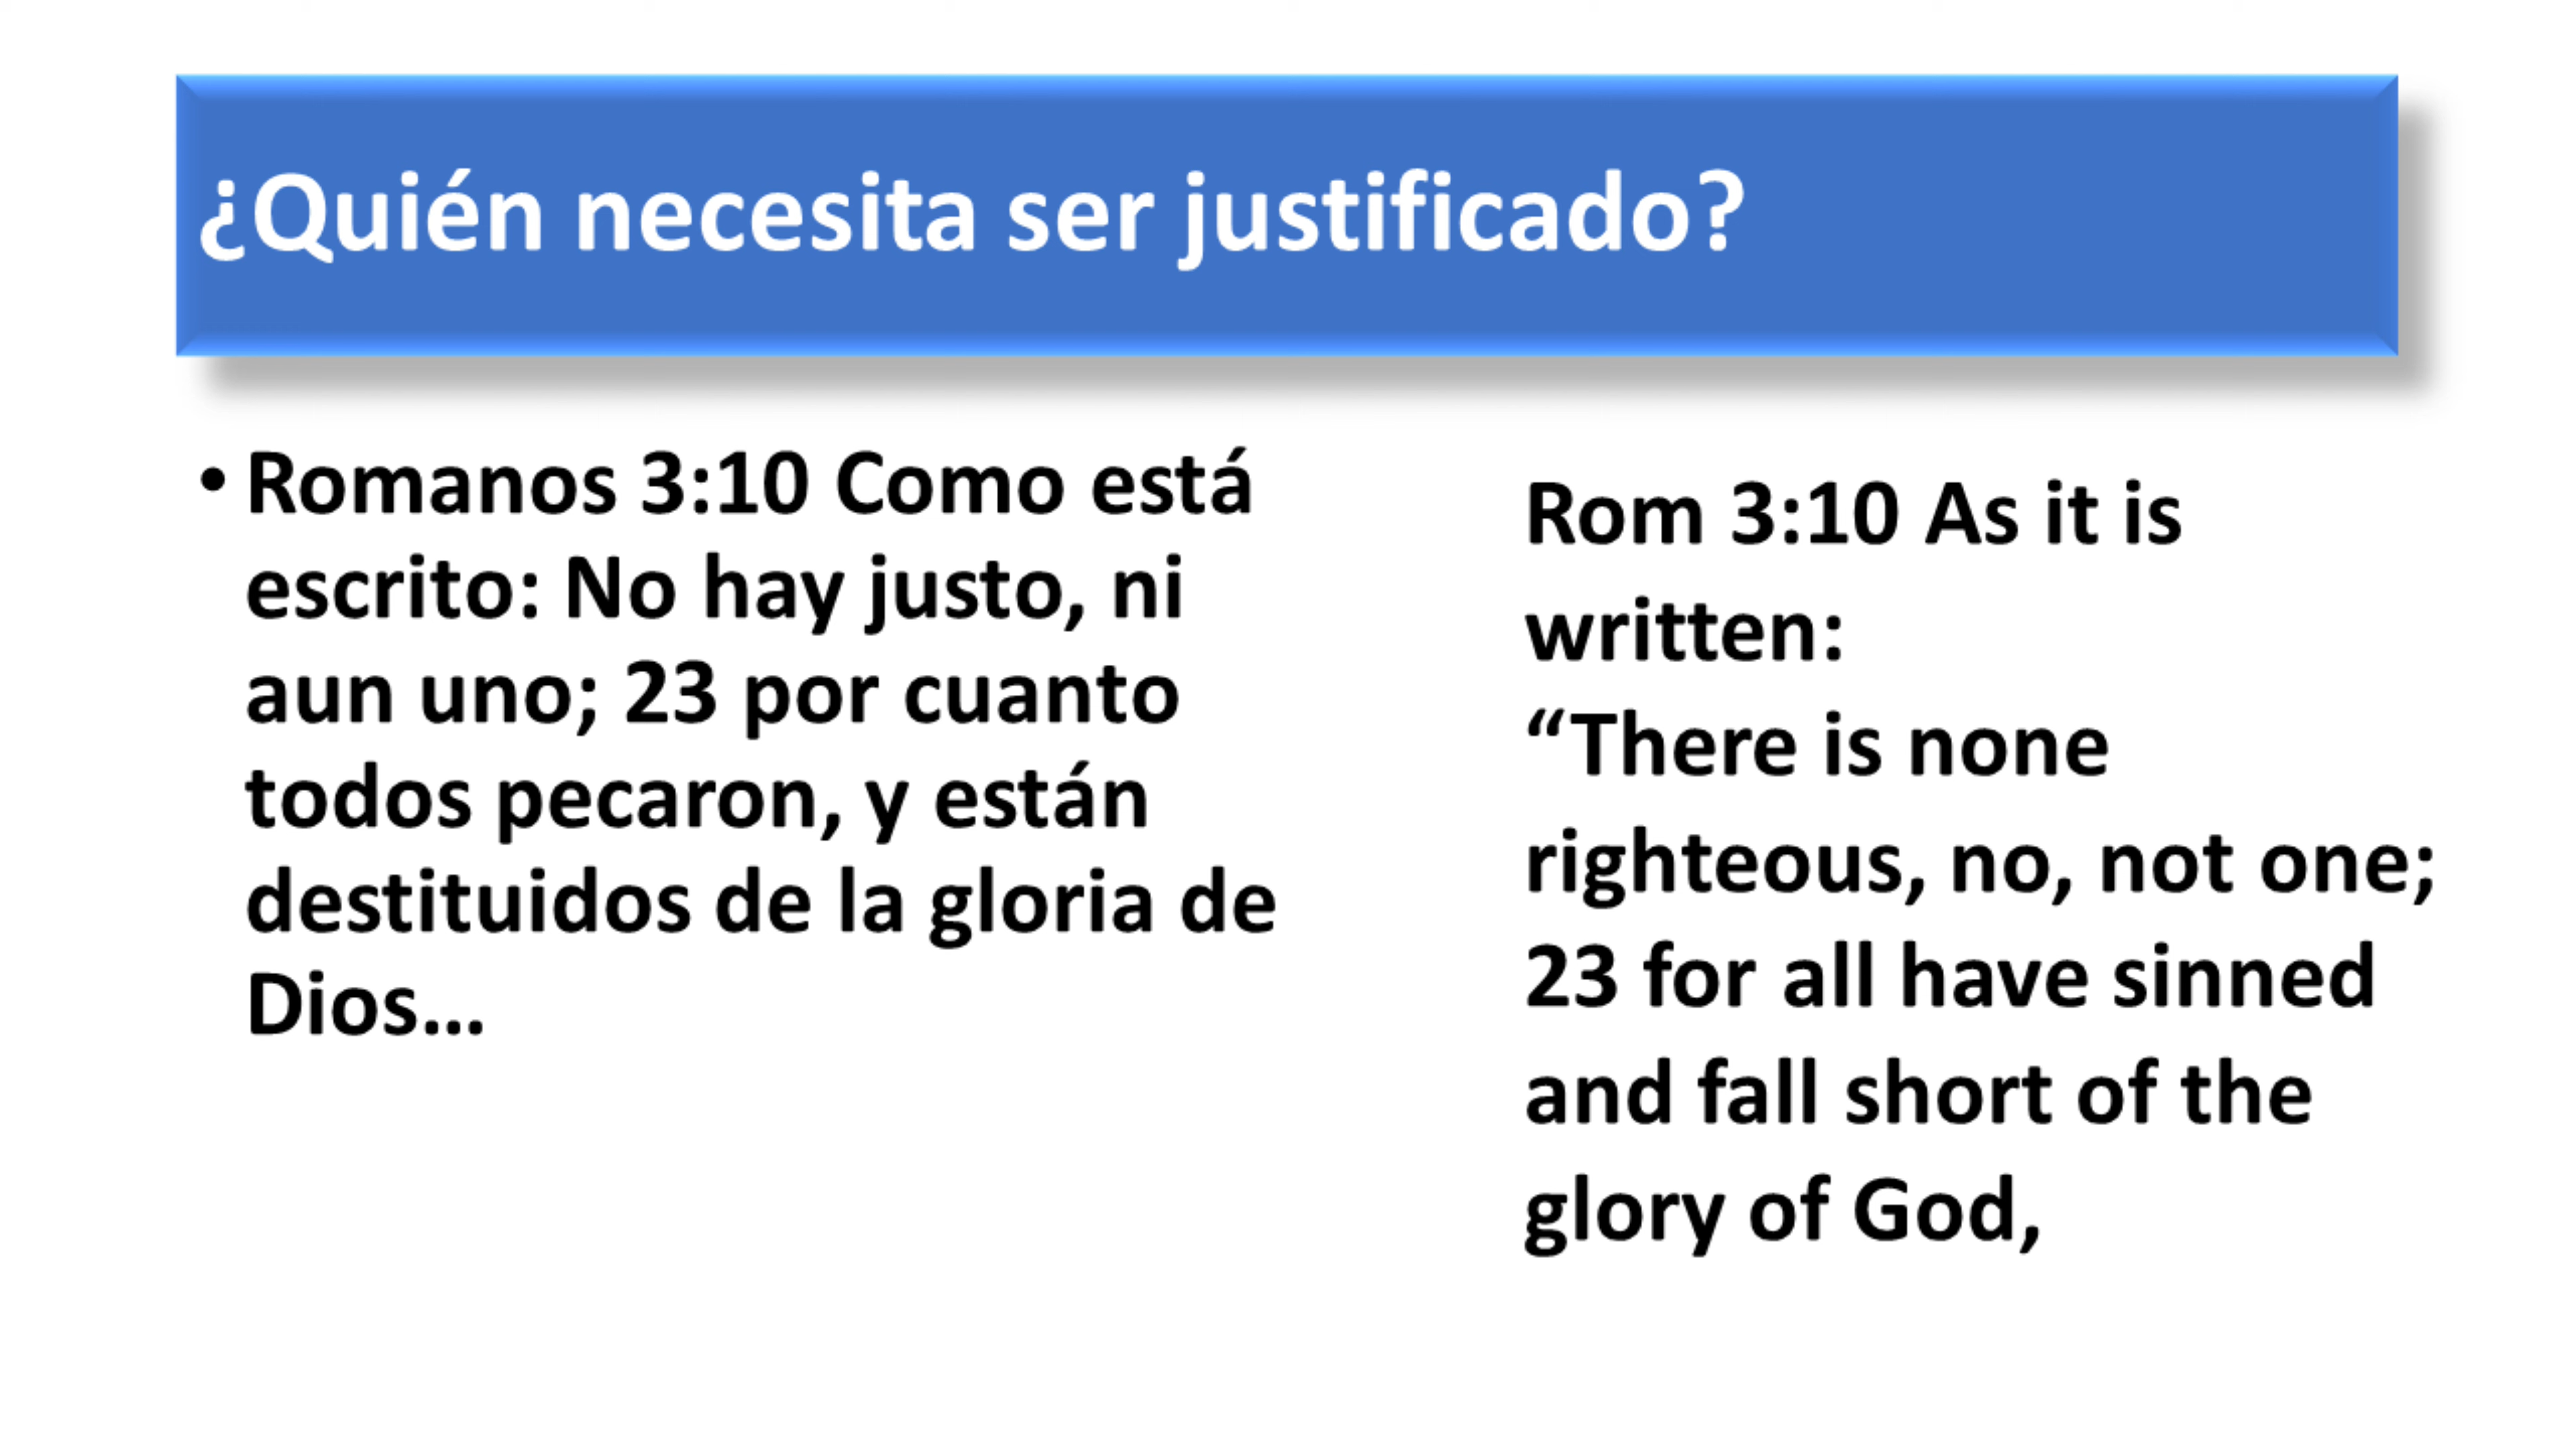 ¿Quién necesita ser justificado?
• Romanos 3:10 Como está
escrito: No hay justo, ni
aun uno; 23 por cuanto
todos pecaron, y están
destituidos de la gloria de
Dios…
Rom 3:10 As it is
written:
“There is none
righteous, no, not one;
23 for all have sinned
and fall short of the
glory of God,